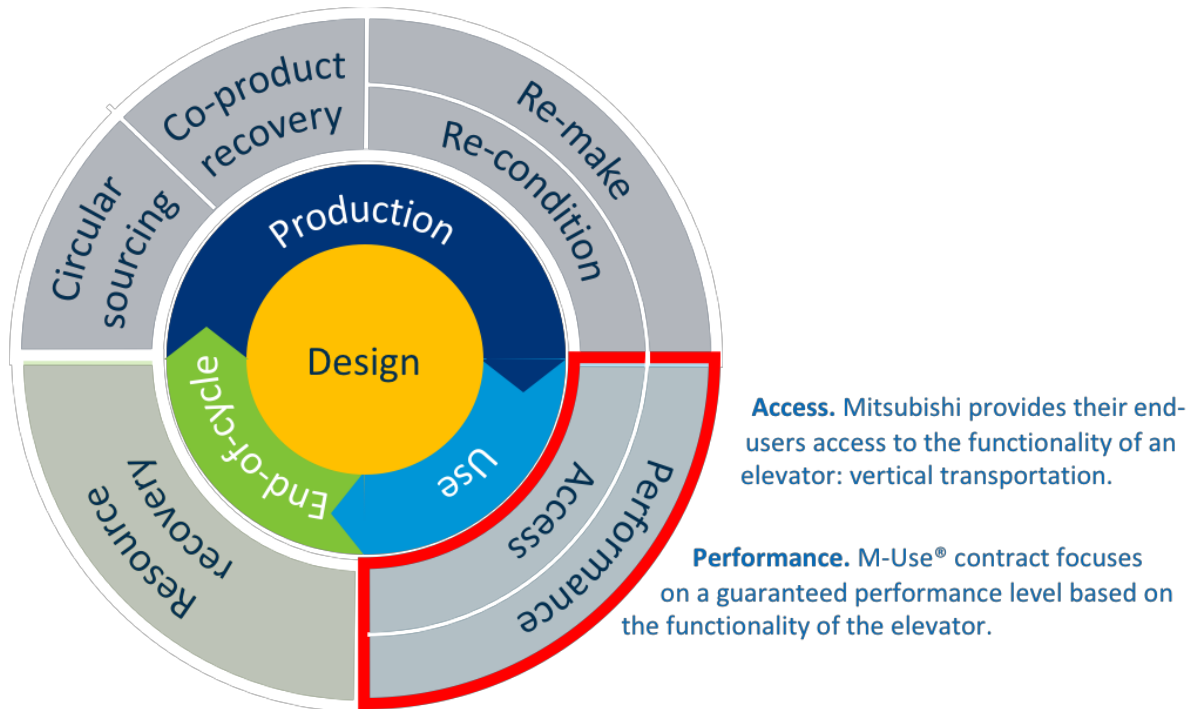 Co-product
recovery
Re-make
Re-condition
Circular
sourcing
Production
Design
End-of-cycle
Use
Resource
recovery
Access
Performance
Access. Mitsubishi provides their end-
users access to the functionality of an
elevator: vertical transportation.
Performance. M-Use® contract focuses
on a guaranteed performance level based on
the functionality of the elevator.